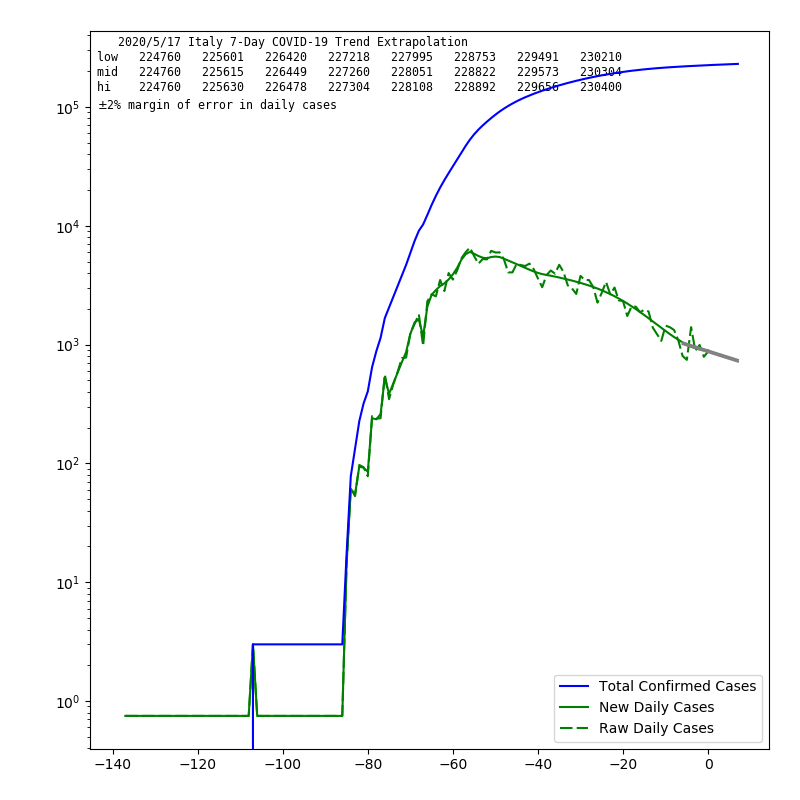 2020/5/17 Italy 7-Day COVID-19 Trend Extrapolation
low 224760 225601 226420 227218 227995 228753 229491 230210
mid 224760 225615 226449 227260 228051 228822 229573 230304
hi 224760 225630 226478 227304 228108 228892 229656 230400
±2% margin of error in daily cases
10⁵
10⁴
10³
10²
10¹
10⁰
−140 −120 −100 −80 −60 −40 −20 0
Total Confirmed Cases
New Daily Cases
Raw Daily Cases